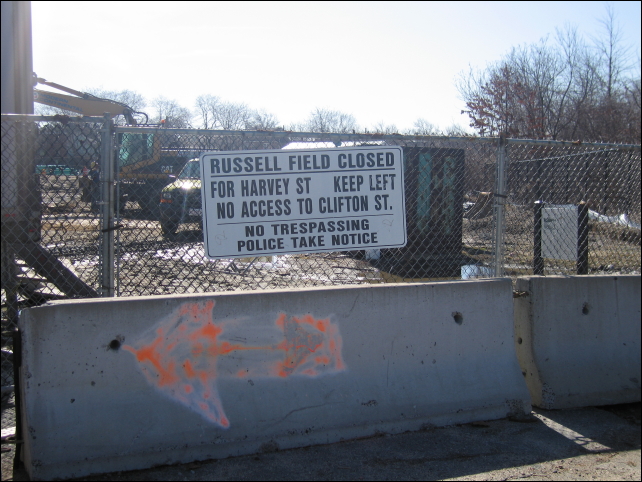 RUSSELL FIELD CLOSED
FOR HARVEY ST KEEP LEFT
NO ACCESS TO CLIFTON ST.
NO TRESPASSING
POLICE TAKE NOTICE